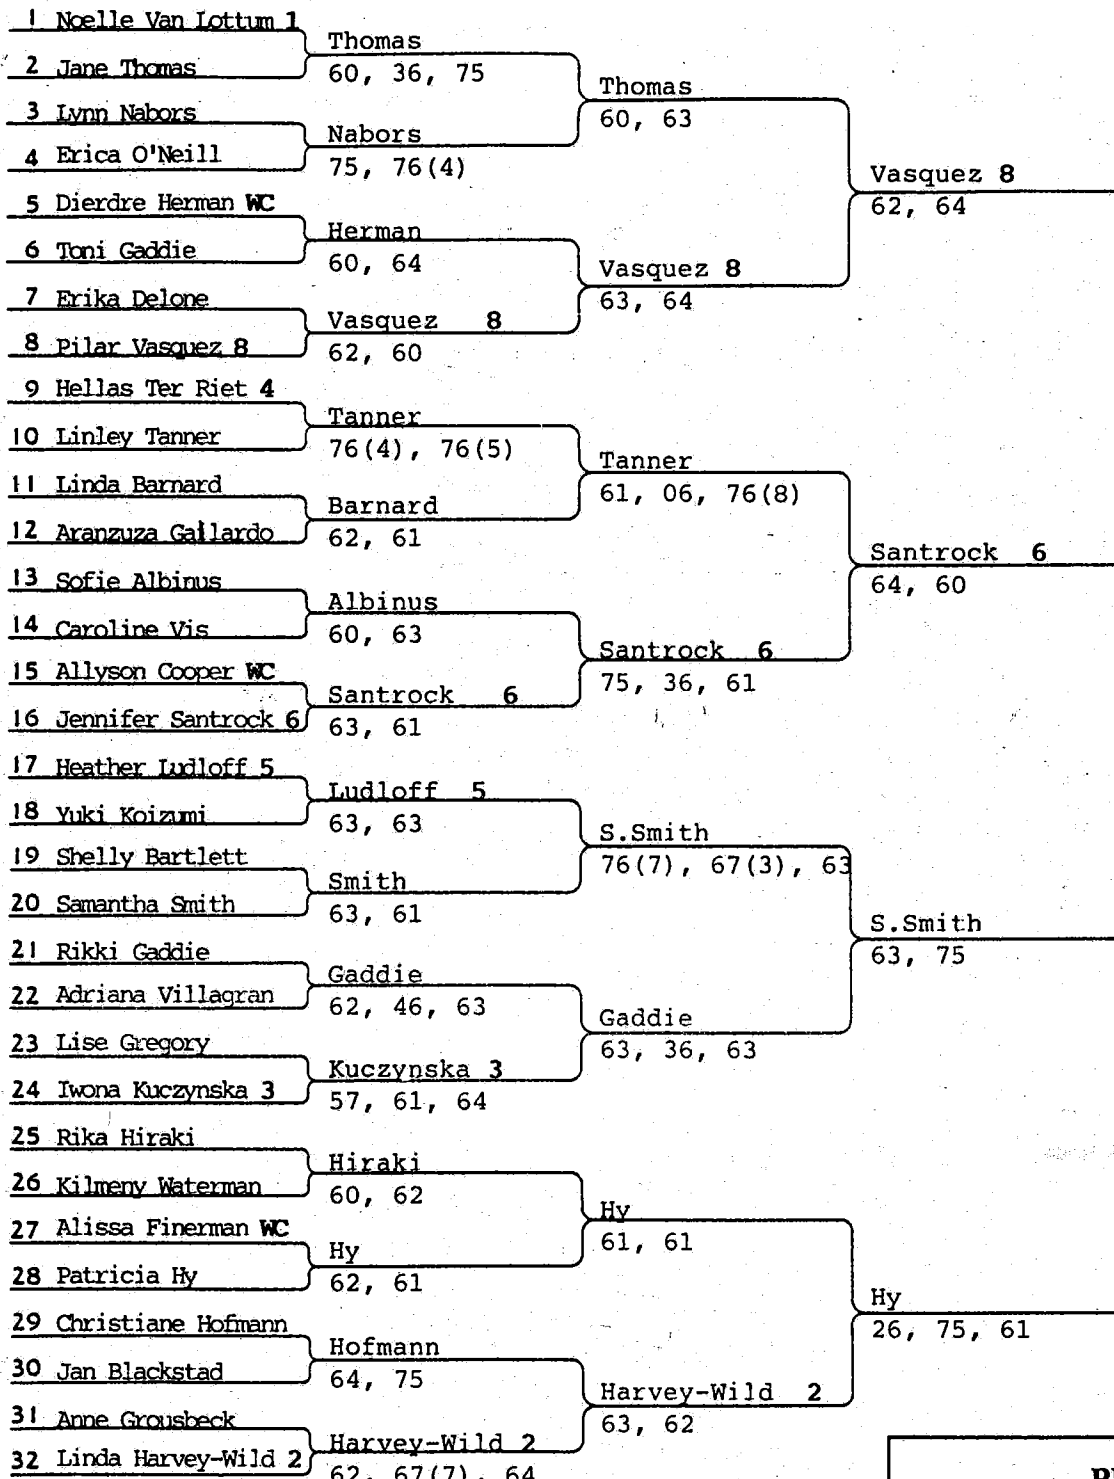 1 Noelle Van Lottum 1
2 Jane Thomas
3 Lynn Nabors
4 Erica O'Neill
5 Dierdre Herman WC
6 Toni Gaddie
7 Erika Delone
8 Pilar Vasquez 8
9 Hellas Ter Riet 4
10 Linley Tanner
11 Linda Barnard
12 Aranzuza Gallardo
13 Sofie Albinus
14 Caroline Vis
15 Allyson Cooper WC
16 Jennifer Santrock 6
17 Heather Ludloff 5
18 Yuki Koizumi
19 Shelly Bartlett
20 Samantha Smith
21 Rikki Gaddie
22 Adriana Villagran
23 Lise Gregory
24 Iwona Kuczynska 3
25 Rika Hiraki
26 Kilmeny Waterman
27 Alissa Finerman WC
28 Patricia Hy
29 Christiane Hofmann
30 Jan Blackstad
31 Anne Grousbeck
32 Linda Harvey-Wild 2
Thomas
60, 36, 75
Nabors
75, 76(4)
Herman
60, 64
Vasquez 8
62, 60
Tanner
76(4), 76(5)
Barnard
62, 61
Albinus
60, 63
Santrock 6
63, 61
Ludloff 5
63, 63
Smith
63, 61
Gaddie
62, 46, 63
Kuczynska 3
57, 61, 64
Hiraki
60, 62
Hy
62, 61
Hofmann
64, 75
Harvey-Wild 2
62, 67(7), 64
Thomas
60, 63
Vasquez 8
63, 64
Tanner
61, 06, 76(8)
Santrock 6
75, 36, 61
S.Smith
76(7), 67(3), 63
Gaddie
63, 36, 63
Hy
61, 61
Harvey-Wild 2
63, 62
Vasquez 8
62, 64
Santrock 6
64, 60
S.Smith
63, 75
Hy
26, 75, 61